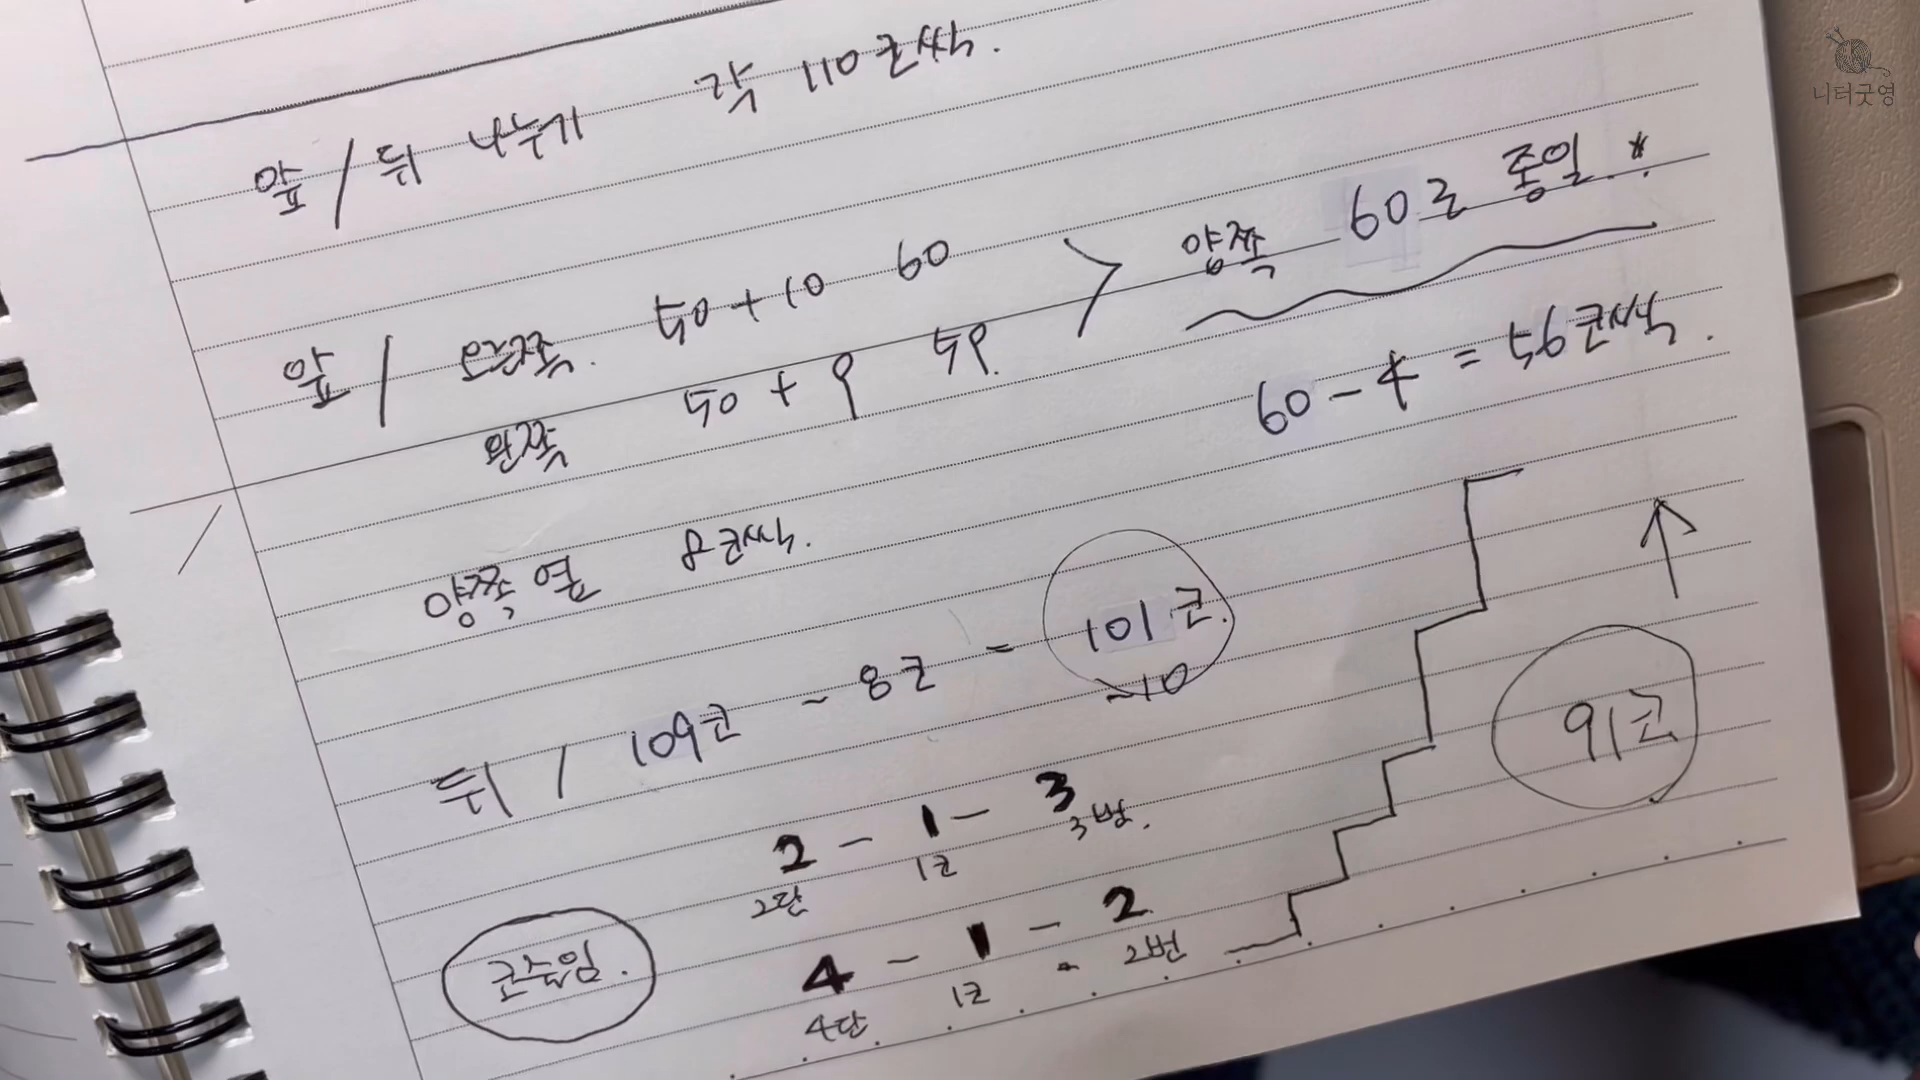 니터굿영
앞 / 뒤 나누기 각 110코씩.
앞 / 오른쪽. 50+10 60
왼쪽 50+9 59.
> 양쪽 60로 통일. *
60-4 = 56코씩.
양쪽 옆 8코씩.
뒤 / 109코 - 8코 = 101코.
-10
91코
2 - 1 - 3
2단 1코 3번.
코줄임.
4 - 1 - 2
4단 1코 2번